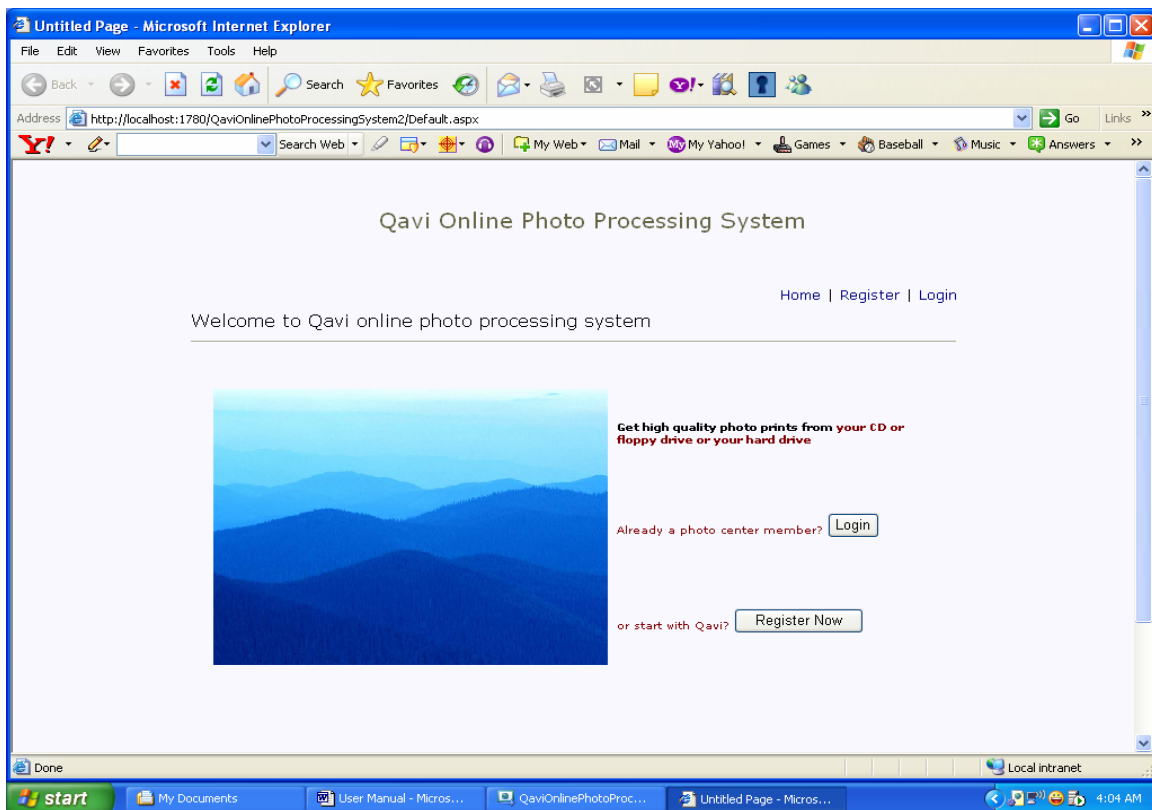 Untitled Page - Microsoft Internet Explorer
File Edit View Favorites Tools Help
Back Search Favorites
Address http://localhost:1780/QaviOnlinePhotoProcessingSystem2/Default.aspx Go Links »
Y! Search Web My Web Mail My My Yahoo! Games Baseball Music Answers »
Qavi Online Photo Processing System
Home | Register | Login
Welcome to Qavi online photo processing system
Get high quality photo prints from your CD or
floppy drive or your hard drive
Already a photo center member? Login
or start with Qavi? Register Now
Done Local intranet
start My Documents User Manual - Micros... QaviOnlinePhotoProc... Untitled Page - Micros... 4:04 AM